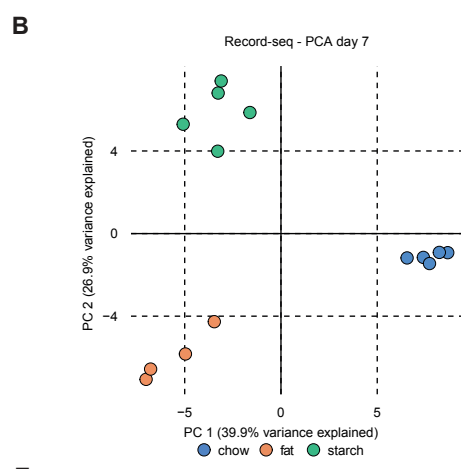 B
Record-seq - PCA day 7
PC 2 (26.9% variance explained)
4
0
−4
−5
0
5
PC 1 (39.9% variance explained)
chow
fat
starch